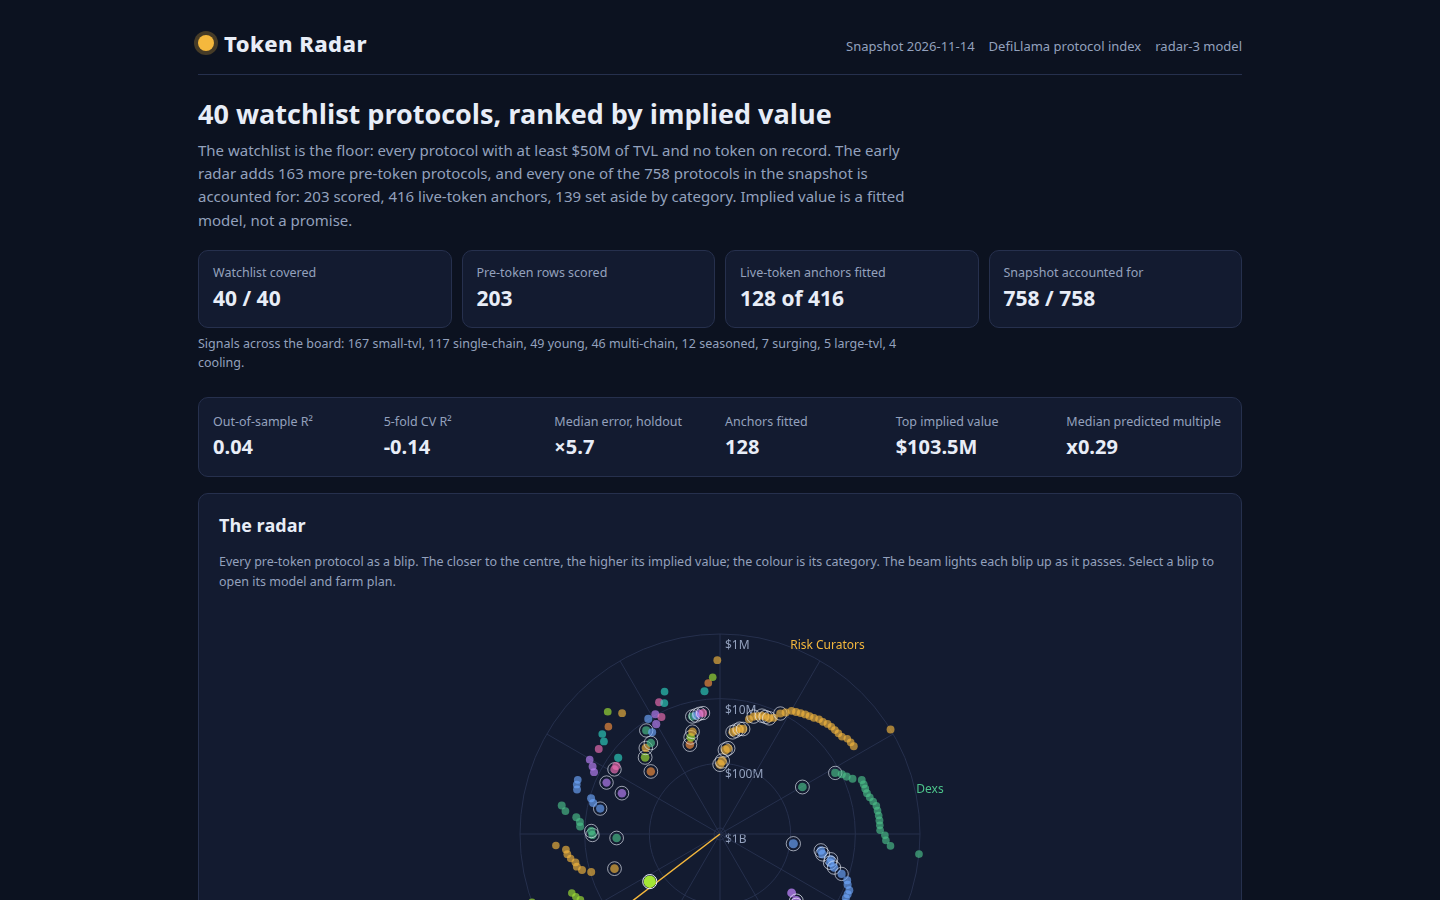 Token Radar
Snapshot 2026-11-14 DefiLlama protocol index radar-3 model
40 watchlist protocols, ranked by implied value
The watchlist is the floor: every protocol with at least $50M of TVL and no token on record. The early
radar adds 163 more pre-token protocols, and every one of the 758 protocols in the snapshot is
accounted for: 203 scored, 416 live-token anchors, 139 set aside by category. Implied value is a fitted
model, not a promise.
Watchlist covered
40 / 40
Pre-token rows scored
203
Live-token anchors fitted
128 of 416
Snapshot accounted for
758 / 758
Signals across the board: 167 small-tvl, 117 single-chain, 49 young, 46 multi-chain, 12 seasoned, 7 surging, 5 large-tvl, 4
cooling.
Out-of-sample R²
0.04
5-fold CV R²
-0.14
Median error, holdout
×5.7
Anchors fitted
128
Top implied value
$103.5M
Median predicted multiple
x0.29
The radar
Every pre-token protocol as a blip. The closer to the centre, the higher its implied value; the colour is its category. The beam lights each blip up as it passes. Select a blip to
open its model and farm plan.
$1M
Risk Curators
$10M
$100M
Dexs
$1B